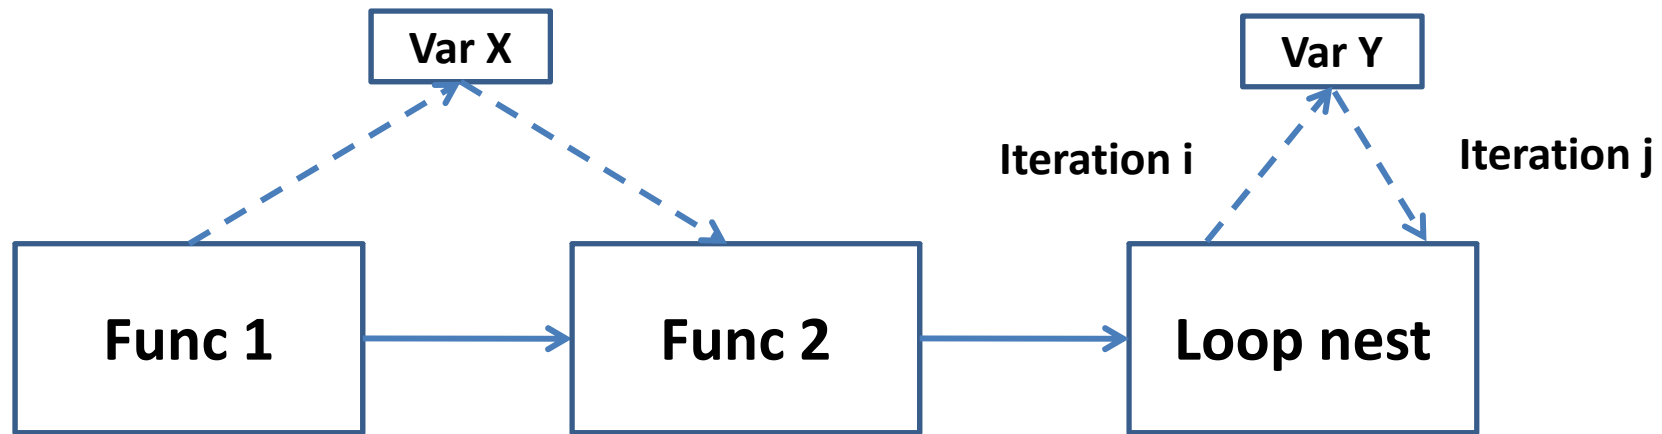 Var X
Var Y
Iteration i
Iteration j
Func 1
Func 2
Loop nest